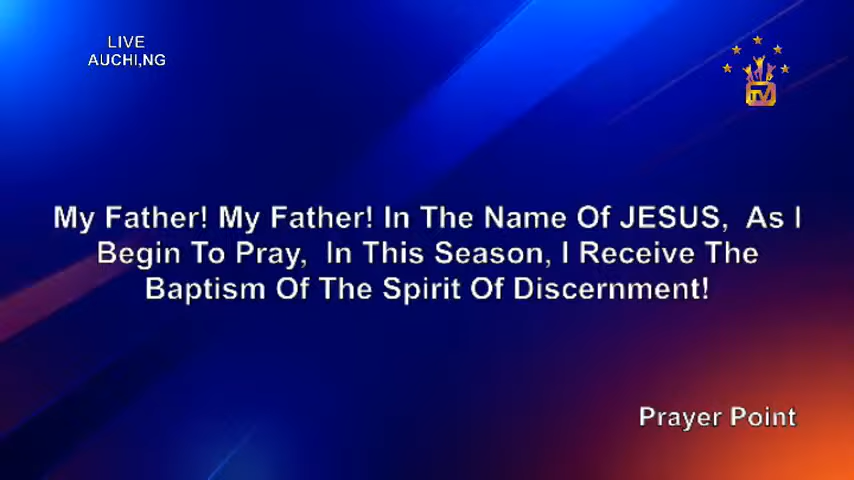 LIVE
AUCHI,NG
iTV
My Father! My Father! In The Name Of JESUS, As I
Begin To Pray, In This Season, I Receive The
Baptism Of The Spirit Of Discernment!
Prayer Point